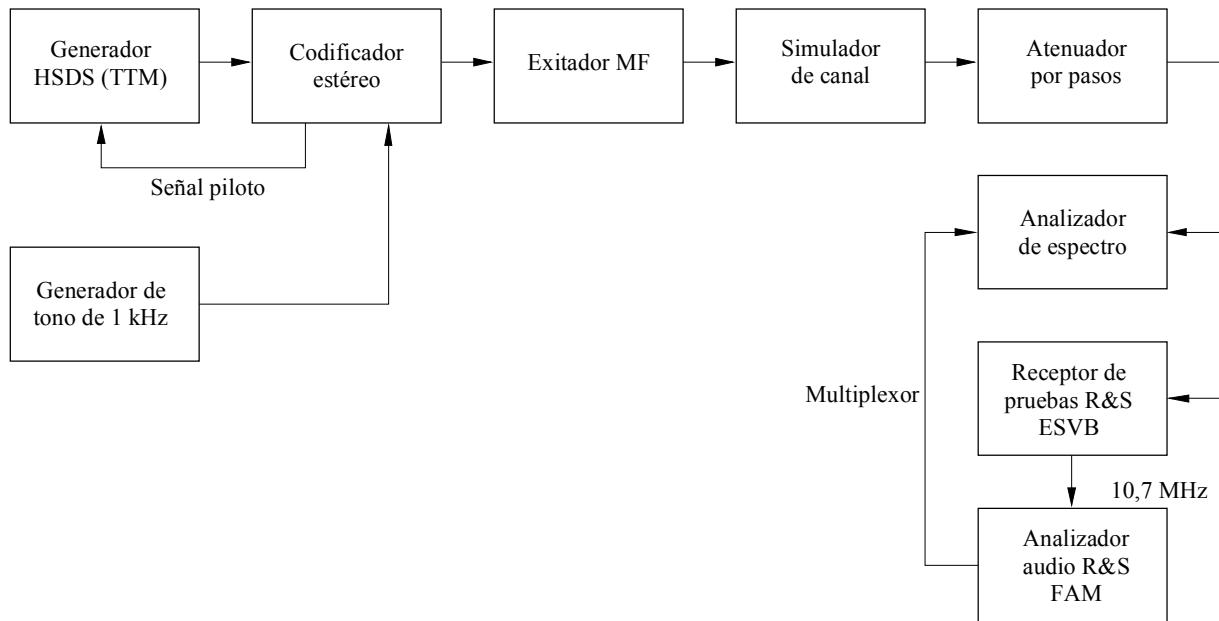 Generador
HSDS (TTM)
Codificador
estéreo
Exitador MF
Simulador
de canal
Atenuador
por pasos
Señal piloto
Generador de
tono de 1 kHz
Analizador
de espectro
Multiplexor
Receptor de
pruebas R&S
ESVB
10,7 MHz
Analizador
audio R&S
FAM